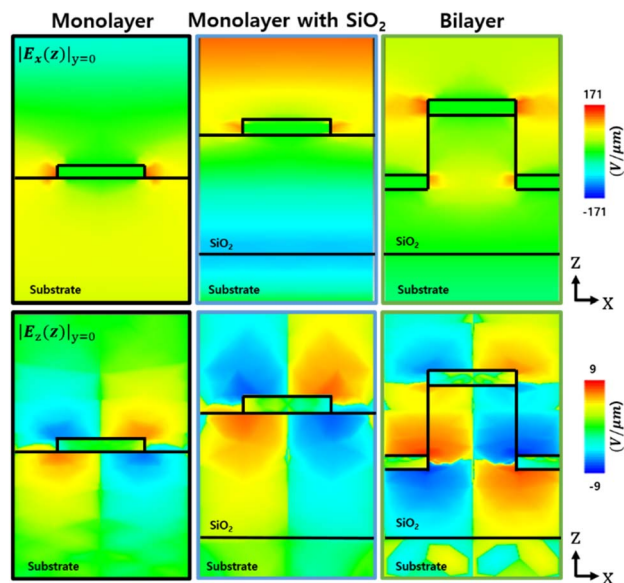 Monolayer
Monolayer with SiO₂
Bilayer
|Eₓ(z)|y=0
Substrate
SiO₂
Substrate
SiO₂
Substrate
171
(V/μm)
-171
Z
X
|E_z(z)|y=0
Substrate
SiO₂
Substrate
SiO₂
Substrate
9
(V/μm)
-9
Z
X